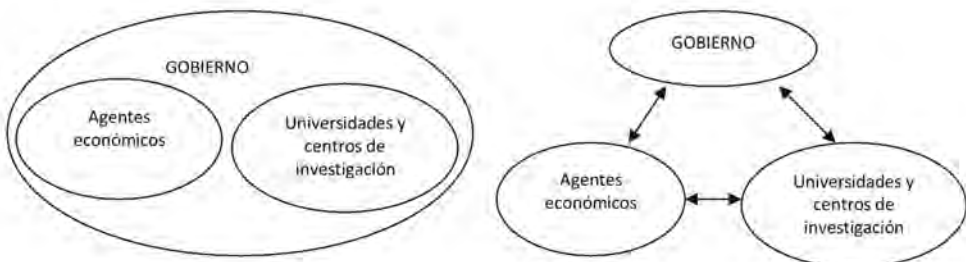 GOBIERNO
Agentes
económicos
Universidades y
centros de
investigación
GOBIERNO
Agentes
económicos
Universidades y
centros de
investigación